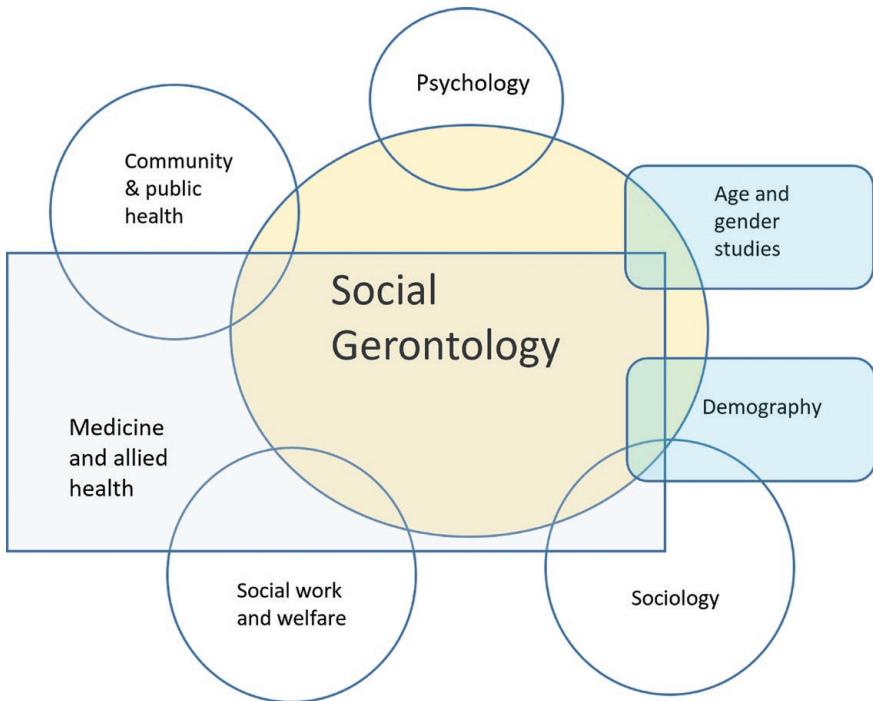 Psychology
Community
& public
health
Age and
gender
studies
Social
Gerontology
Demography
Medicine
and allied
health
Social work
and welfare
Sociology